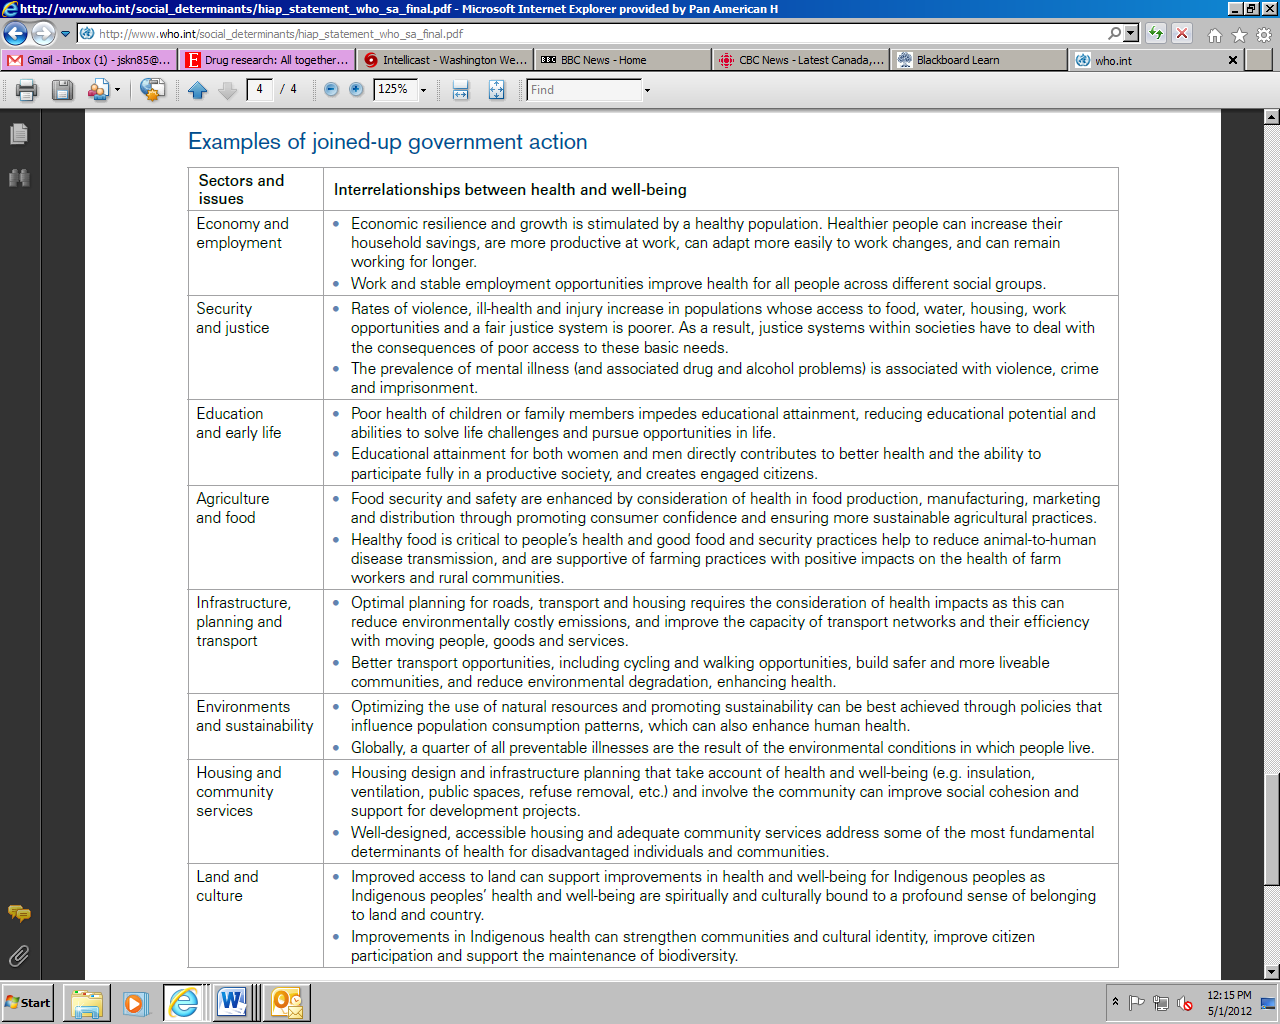 http://www.who.int/social_determinants/hiap_statement_who_sa_final.pdf - Microsoft Internet Explorer provided by Pan American H
http://www.who.int/social_determinants/hiap_statement_who_sa_final.pdf
Gmail - Inbox (1) - jskn85@...
Drug research: All together...
Intellicast - Washington We...
BBC News - Home
CBC News - Latest Canada,...
Blackboard Learn
who.int
4 / 4
125%
Find
Examples of joined-up government action
Sectors and
issues
Interrelationships between health and well-being
Economy and
employment
• Economic resilience and growth is stimulated by a healthy population. Healthier people can increase their
household savings, are more productive at work, can adapt more easily to work changes, and can remain
working for longer.
• Work and stable employment opportunities improve health for all people across different social groups.
Security
and justice
• Rates of violence, ill-health and injury increase in populations whose access to food, water, housing, work
opportunities and a fair justice system is poorer. As a result, justice systems within societies have to deal with
the consequences of poor access to these basic needs.
• The prevalence of mental illness (and associated drug and alcohol problems) is associated with violence, crime
and imprisonment.
Education
and early life
• Poor health of children or family members impedes educational attainment, reducing educational potential and
abilities to solve life challenges and pursue opportunities in life.
• Educational attainment for both women and men directly contributes to better health and the ability to
participate fully in a productive society, and creates engaged citizens.
Agriculture
and food
• Food security and safety are enhanced by consideration of health in food production, manufacturing, marketing
and distribution through promoting consumer confidence and ensuring more sustainable agricultural practices.
• Healthy food is critical to people's health and good food and security practices help to reduce animal-to-human
disease transmission, and are supportive of farming practices with positive impacts on the health of farm
workers and rural communities.
Infrastructure,
planning and
transport
• Optimal planning for roads, transport and housing requires the consideration of health impacts as this can
reduce environmentally costly emissions, and improve the capacity of transport networks and their efficiency
with moving people, goods and services.
• Better transport opportunities, including cycling and walking opportunities, build safer and more liveable
communities, and reduce environmental degradation, enhancing health.
Environments
and sustainability
• Optimizing the use of natural resources and promoting sustainability can be best achieved through policies that
influence population consumption patterns, which can also enhance human health.
• Globally, a quarter of all preventable illnesses are the result of the environmental conditions in which people live.
Housing and
community
services
• Housing design and infrastructure planning that take account of health and well-being (e.g. insulation,
ventilation, public spaces, refuse removal, etc.) and involve the community can improve social cohesion and
support for development projects.
• Well-designed, accessible housing and adequate community services address some of the most fundamental
determinants of health for disadvantaged individuals and communities.
Land and
culture
• Improved access to land can support improvements in health and well-being for Indigenous peoples as
Indigenous peoples' health and well-being are spiritually and culturally bound to a profound sense of belonging
to land and country.
• Improvements in Indigenous health can strengthen communities and cultural identity, improve citizen
participation and support the maintenance of biodiversity.
Start
12:15 PM
5/1/2012